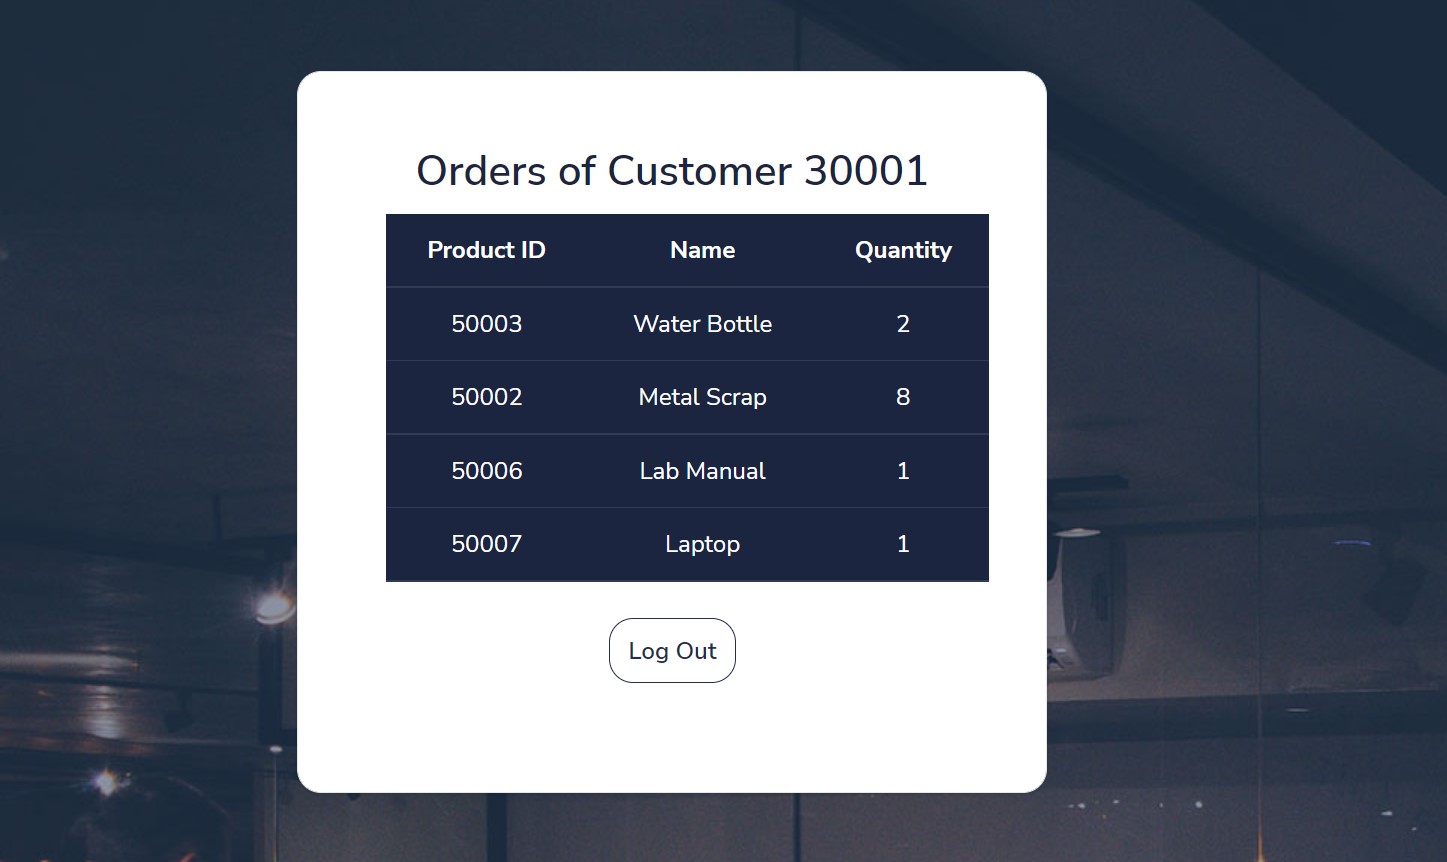 Orders of Customer 30001
Product ID Name Quantity
50003 Water Bottle 2
50002 Metal Scrap 8
50006 Lab Manual 1
50007 Laptop 1
Log Out